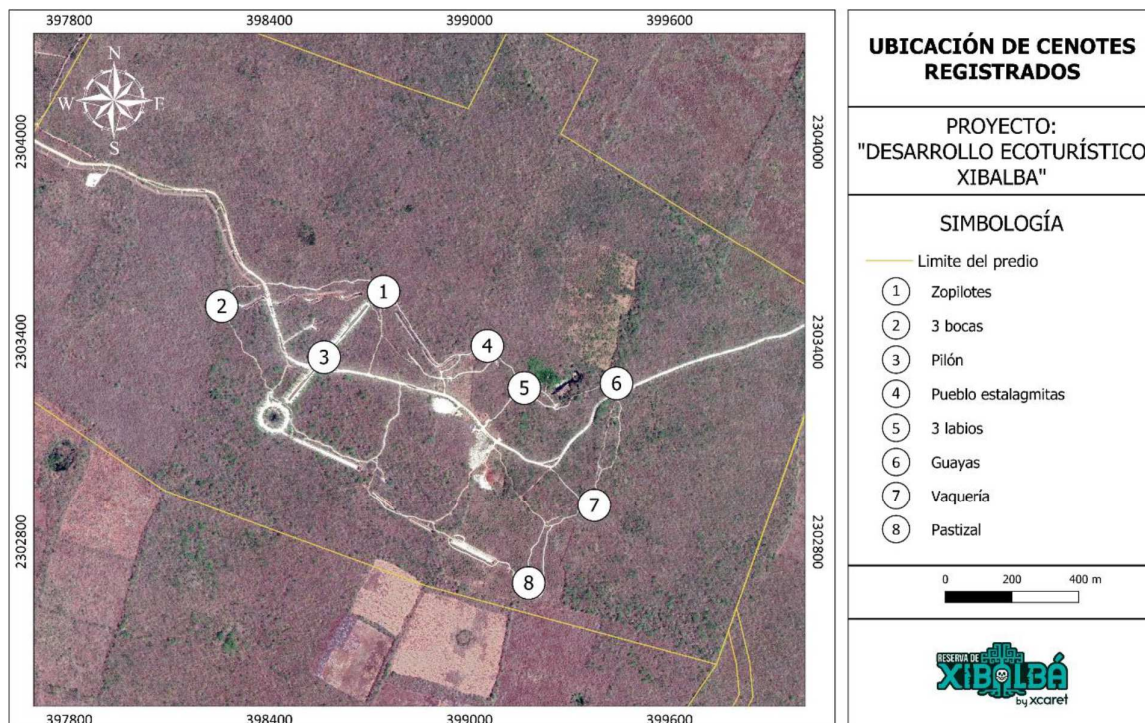 397800 398400 399000 399600
N
W E
S
2304000 2304000
2303400 2303400
2302800 2302800
1
2
3
4
5
6
7
8
397800 398400 399000 399600
UBICACIÓN DE CENOTES
REGISTRADOS
PROYECTO:
"DESARROLLO ECOTURÍSTICO
XIBALBA"
SIMBOLOGÍA
Limite del predio
1 Zopilotes
2 3 bocas
3 Pilón
4 Pueblo estalagmitas
5 3 labios
6 Guayas
7 Vaquería
8 Pastizal
0 200 400 m
RESERVA DE
XIBALBÁ
by xcaret